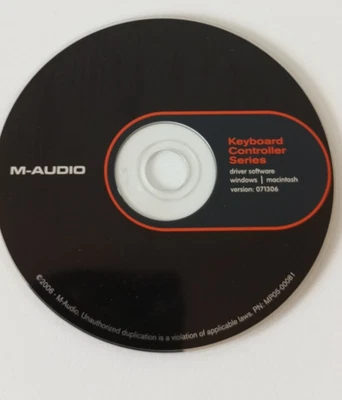 M-AUDIO
Keyboard
Controller
Series
driver software
windows | macintosh
version: 071306
©2006 - M-Audio. Unauthorized duplication is a violation of applicable laws. PN: MP05-00081